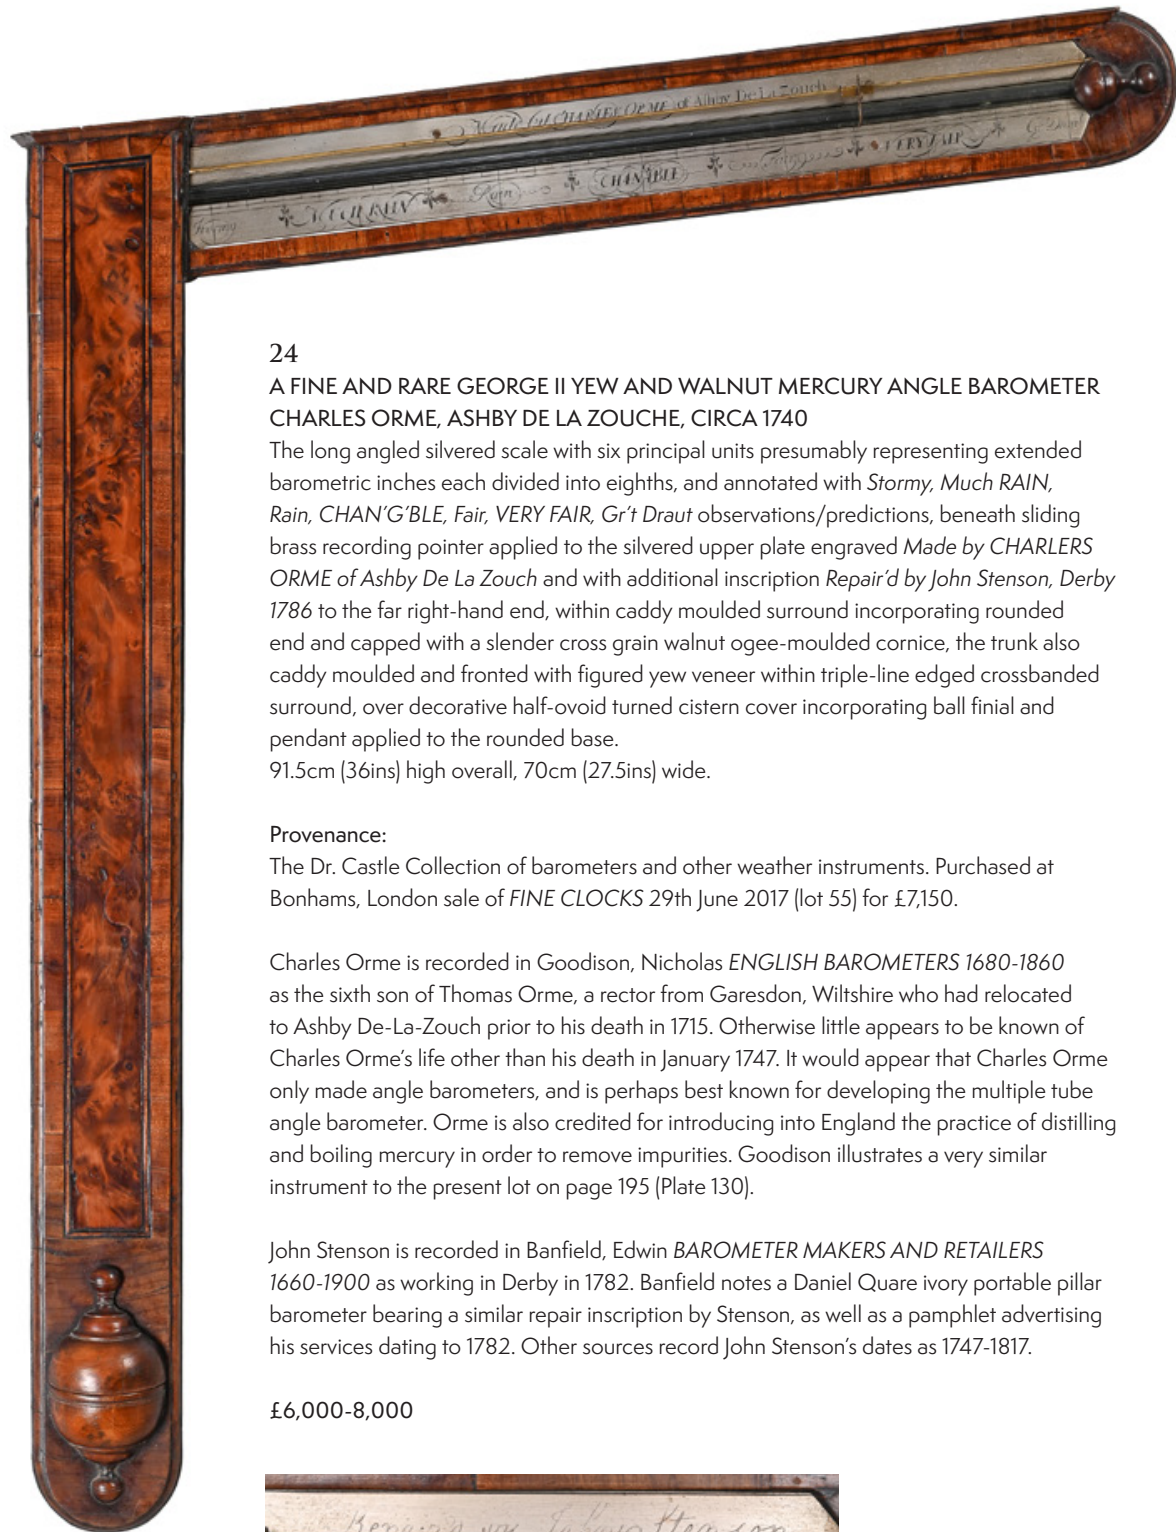 Made by CHARLES ORME of Ashby De La Zouch
MUCH RAIN Rain CHAN'G'BLE Fair VERY FAIR
24
A FINE AND RARE GEORGE II YEW AND WALNUT MERCURY ANGLE BAROMETER
CHARLES ORME, ASHBY DE LA ZOUCHE, CIRCA 1740
The long angled silvered scale with six principal units presumably representing extended
barometric inches each divided into eighths, and annotated with Stormy, Much RAIN,
Rain, CHAN'G'BLE, Fair, VERY FAIR, Gr't Draut observations/predictions, beneath sliding
brass recording pointer applied to the silvered upper plate engraved Made by CHARLERS
ORME of Ashby De La Zouch and with additional inscription Repair'd by John Stenson, Derby
1786 to the far right-hand end, within caddy moulded surround incorporating rounded
end and capped with a slender cross grain walnut ogee-moulded cornice, the trunk also
caddy moulded and fronted with figured yew veneer within triple-line edged crossbanded
surround, over decorative half-ovoid turned cistern cover incorporating ball finial and
pendant applied to the rounded base.
91.5cm (36ins) high overall, 70cm (27.5ins) wide.
Provenance:
The Dr. Castle Collection of barometers and other weather instruments. Purchased at
Bonhams, London sale of FINE CLOCKS 29th June 2017 (lot 55) for £7,150.
Charles Orme is recorded in Goodison, Nicholas ENGLISH BAROMETERS 1680-1860
as the sixth son of Thomas Orme, a rector from Garesdon, Wiltshire who had relocated
to Ashby De-La-Zouch prior to his death in 1715. Otherwise little appears to be known of
Charles Orme's life other than his death in January 1747. It would appear that Charles Orme
only made angle barometers, and is perhaps best known for developing the multiple tube
angle barometer. Orme is also credited for introducing into England the practice of distilling
and boiling mercury in order to remove impurities. Goodison illustrates a very similar
instrument to the present lot on page 195 (Plate 130).
John Stenson is recorded in Banfield, Edwin BAROMETER MAKERS AND RETAILERS
1660-1900 as working in Derby in 1782. Banfield notes a Daniel Quare ivory portable pillar
barometer bearing a similar repair inscription by Stenson, as well as a pamphlet advertising
his services dating to 1782. Other sources record John Stenson's dates as 1747-1817.
£6,000-8,000